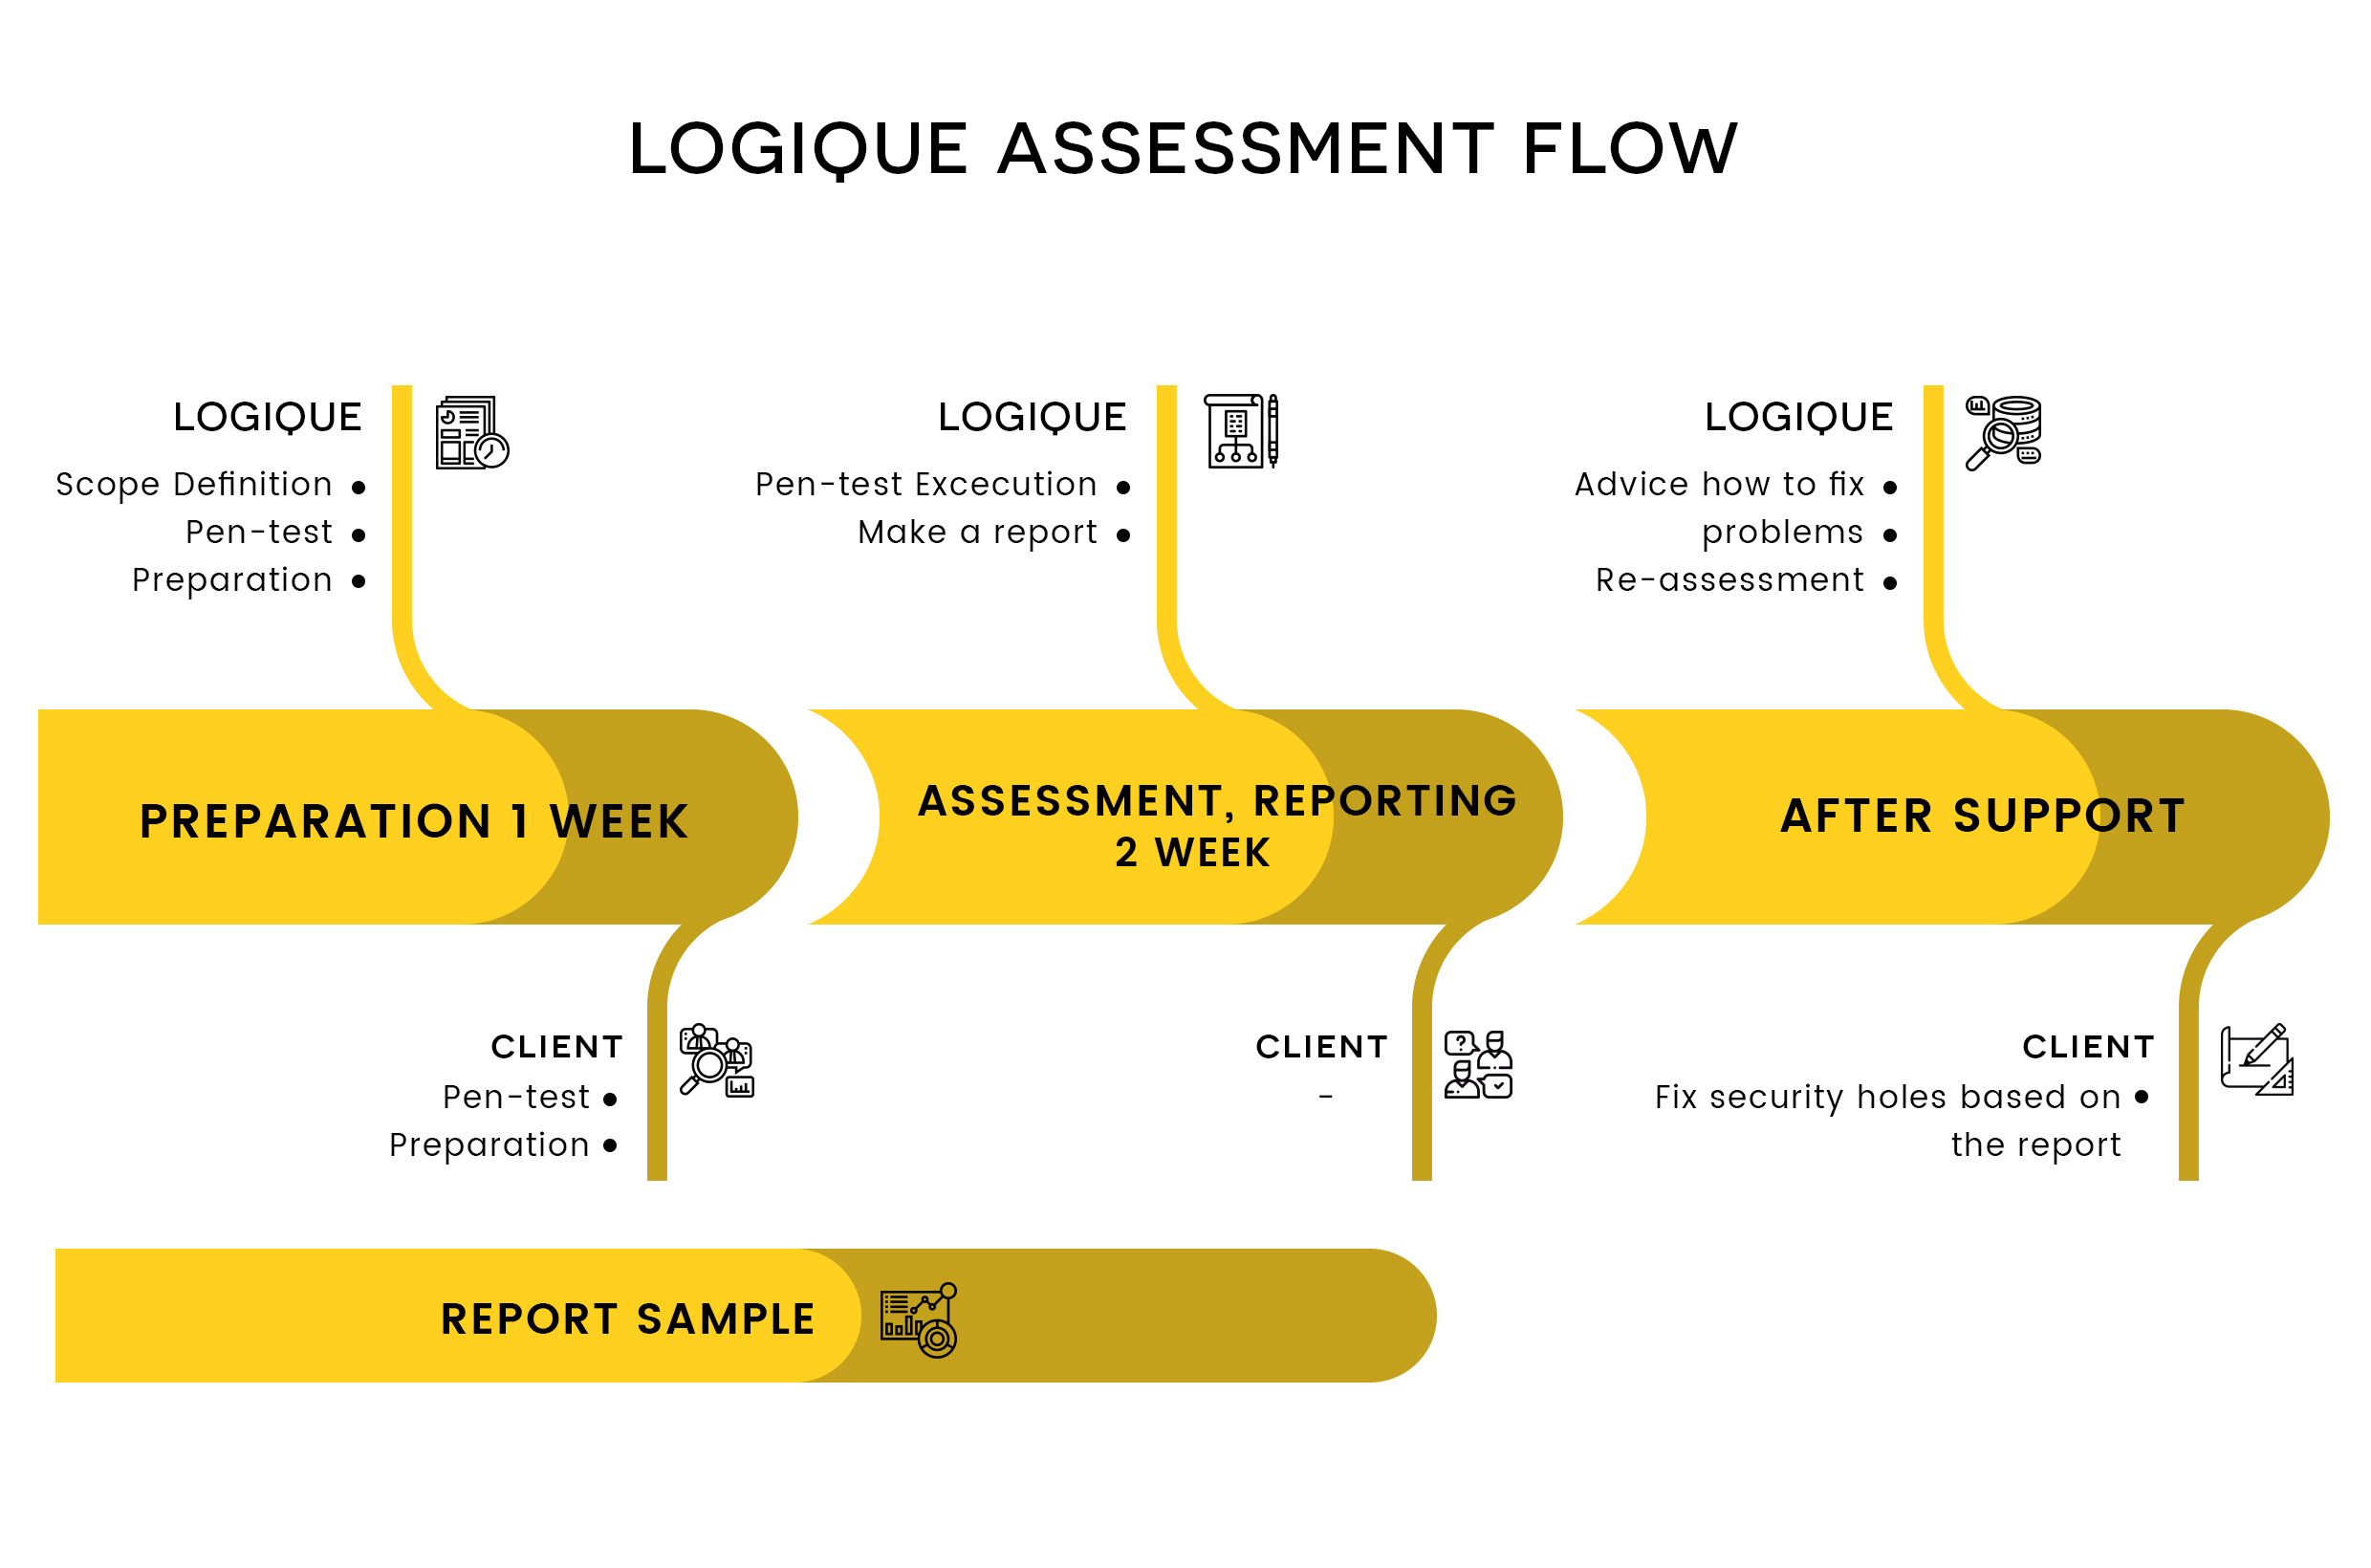 LOGIQUE ASSESSMENT FLOW
LOGIQUE
Scope Definition •
Pen-test •
Preparation •
LOGIQUE
Pen-test Excecution •
Make a report •
LOGIQUE
Advice how to fix •
problems •
Re-assessment •
PREPARATION 1 WEEK
ASSESSMENT, REPORTING
2 WEEK
AFTER SUPPORT
CLIENT
Pen-test •
Preparation •
CLIENT
-
CLIENT
Fix security holes based on •
the report
REPORT SAMPLE